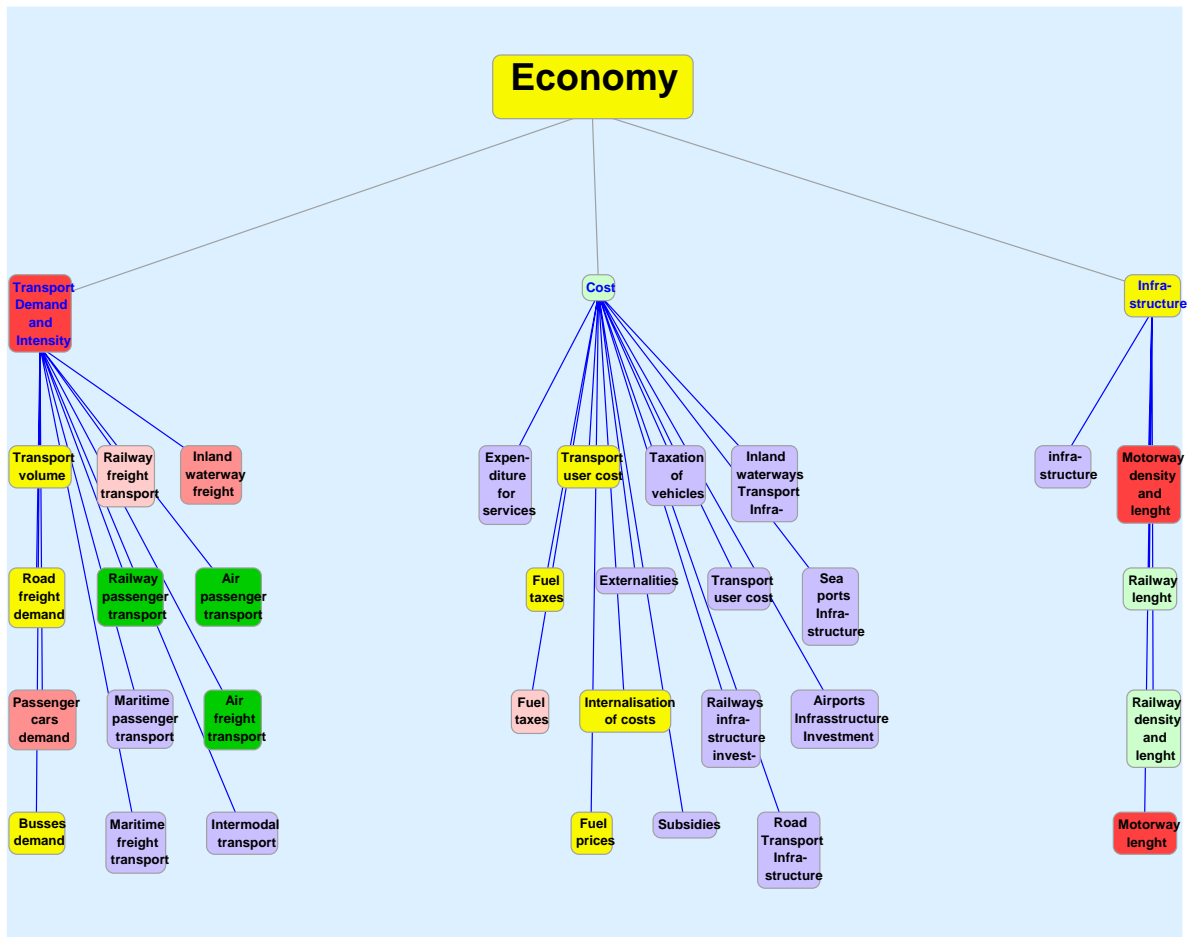 Economy
Transport
Demand
and
Intensity
Cost
Infra-
structure
Transport
volume
Railway
freight
transport
Inland
waterway
freight
Expen-
diture
for
services
Transport
user cost
Taxation
of
vehicles
Inland
waterways
Transport
Infra-
infra-
structure
Motorway
density
and
lenght
Road
freight
demand
Railway
passenger
transport
Air
passenger
transport
Fuel
taxes
Externalities
Transport
user cost
Sea
ports
Infra-
structure
Railway
lenght
Passenger
cars
demand
Maritime
passenger
transport
Air
freight
transport
Fuel
taxes
Internalisation
of costs
Railways
infra-
structure
invest-
Airports
Infrasstructure
Investment
Railway
density
and
lenght
Busses
demand
Maritime
freight
transport
Intermodal
transport
Fuel
prices
Subsidies
Road
Transport
Infra-
structure
Motorway
lenght